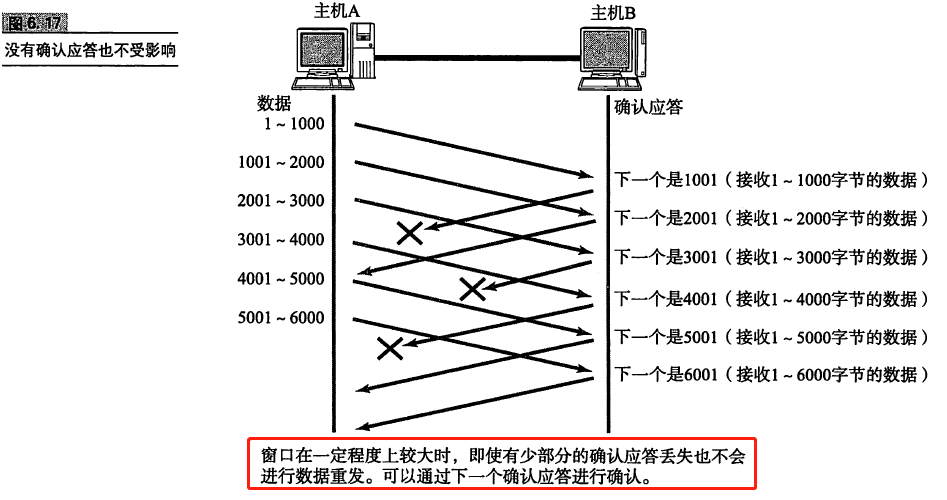 图6.17
没有确认应答也不受影响
主机A
主机B
数据
确认应答
1~1000
1001~2000
2001~3000
3001~4000
4001~5000
5001~6000
下一个是1001（接收1~1000字节的数据）
下一个是2001（接收1~2000字节的数据）
下一个是3001（接收1~3000字节的数据）
下一个是4001（接收1~4000字节的数据）
下一个是5001（接收1~5000字节的数据）
下一个是6001（接收1~6000字节的数据）
窗口在一定程度上较大时，即使有少部分的确认应答丢失也不会
进行数据重发。可以通过下一个确认应答进行确认。